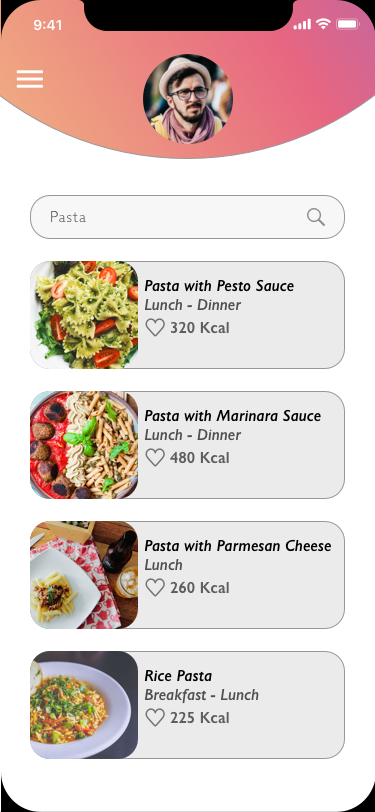 9:41
Pasta
Pasta with Pesto Sauce
Lunch - Dinner
320 Kcal
Pasta with Marinara Sauce
Lunch - Dinner
480 Kcal
Pasta with Parmesan Cheese
Lunch
260 Kcal
Rice Pasta
Breakfast - Lunch
225 Kcal